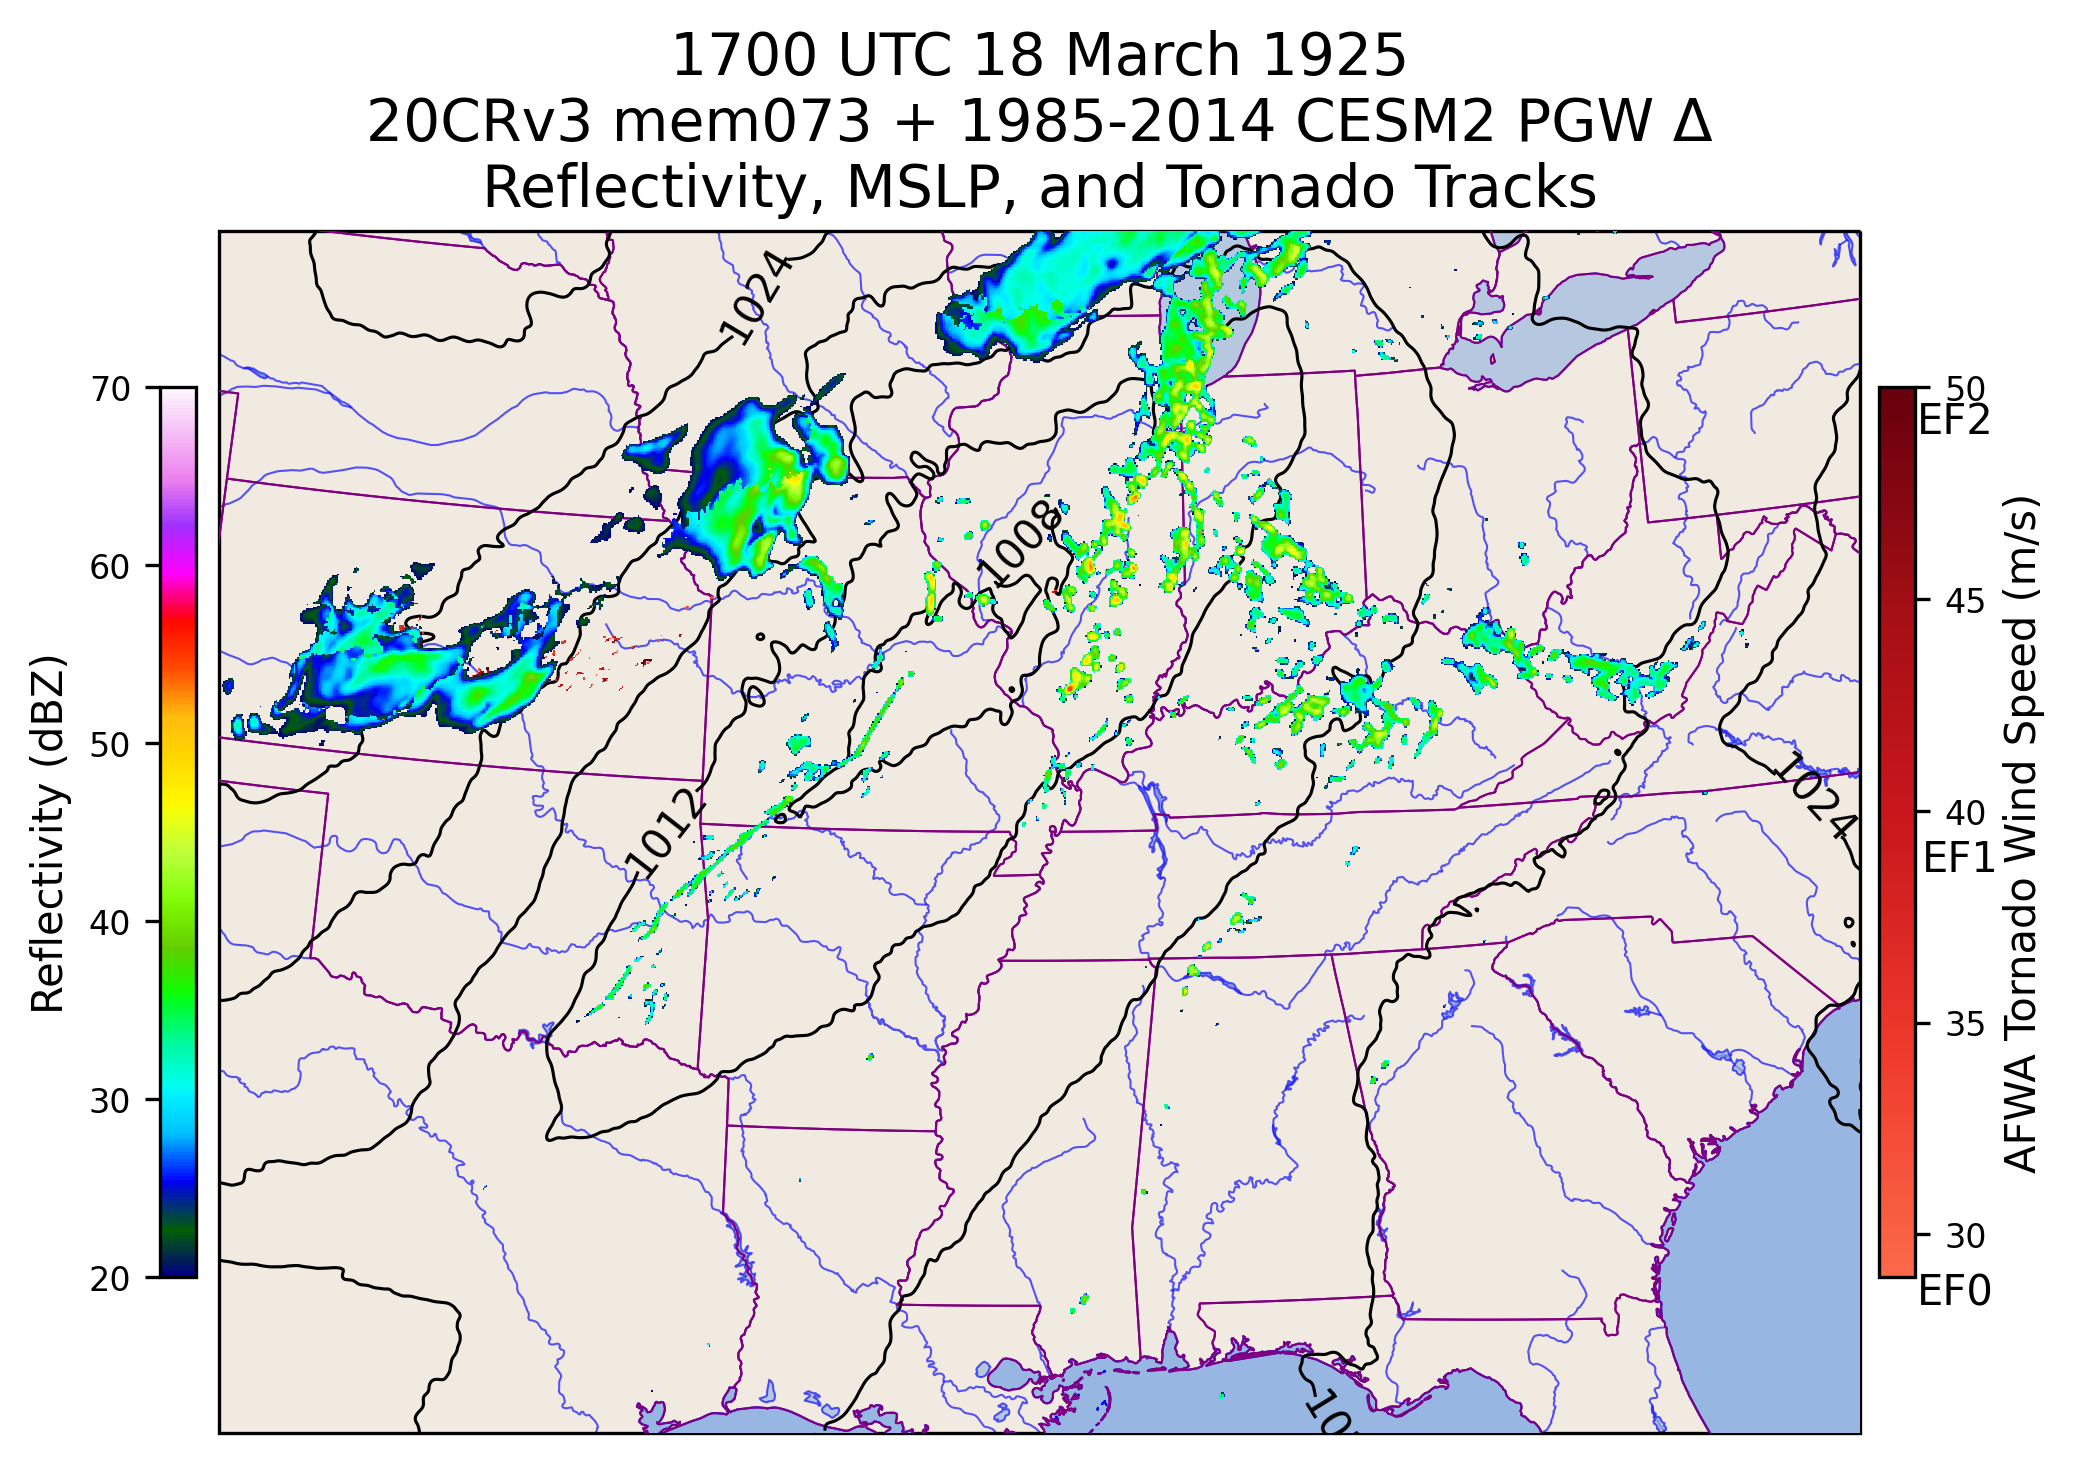 1700 UTC 18 March 1925
20CRv3 mem073 + 1985-2014 CESM2 PGW Δ
Reflectivity, MSLP, and Tornado Tracks
Reflectivity (dBZ)
70
60
50
40
30
20
1024
1008
1012
1024
50
EF2
45
40
EF1
35
30
EF0
AFWA Tornado Wind Speed (m/s)